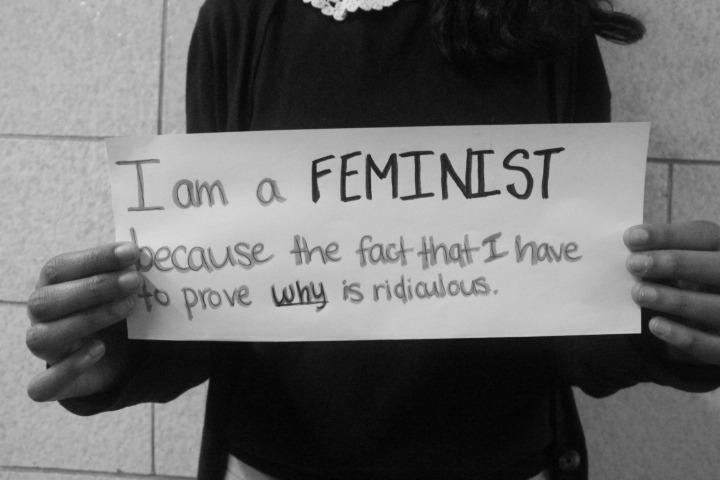 I am a FEMINIST
because the fact that I have
to prove why is ridiculous.